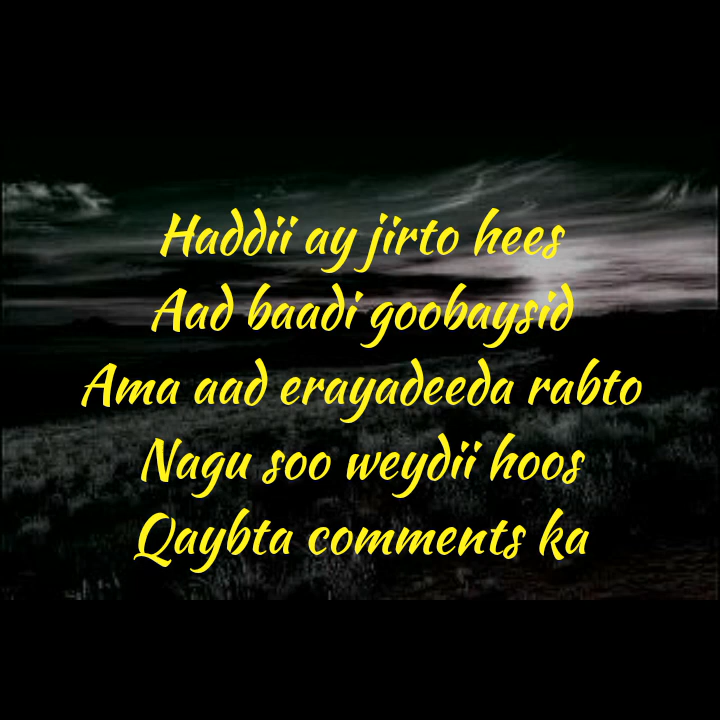 Haddii ay jirto hees
Aad baadi goobaysid
Ama aad erayadeeda rabto
Nagu soo weydii hoos
Qaybta comments ka